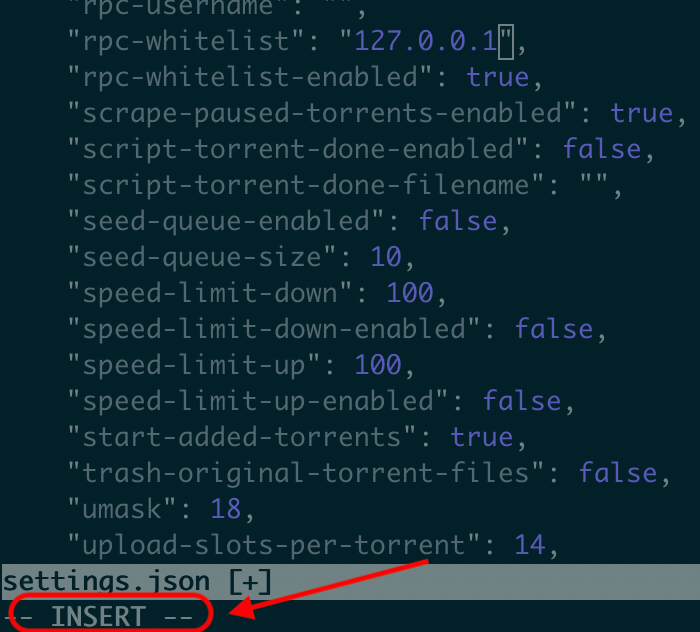 "rpc-username": "",
"rpc-whitelist": "127.0.0.1",
"rpc-whitelist-enabled": true,
"scrape-paused-torrents-enabled": true,
"script-torrent-done-enabled": false,
"script-torrent-done-filename": "",
"seed-queue-enabled": false,
"seed-queue-size": 10,
"speed-limit-down": 100,
"speed-limit-down-enabled": false,
"speed-limit-up": 100,
"speed-limit-up-enabled": false,
"start-added-torrents": true,
"trash-original-torrent-files": false,
"umask": 18,
"upload-slots-per-torrent": 14,
settings.json [+]
-- INSERT --